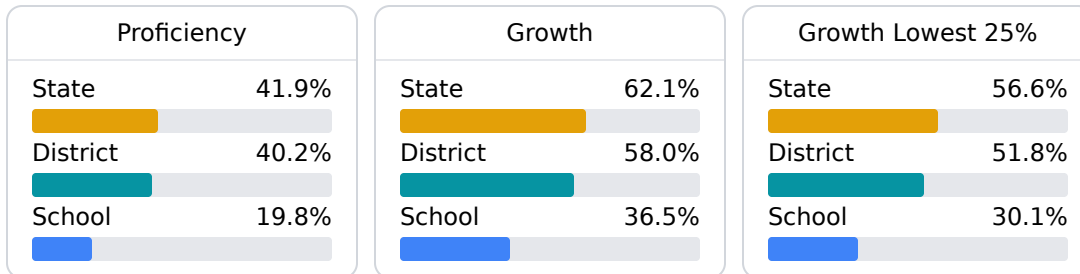 Proficiency
State 41.9%
District 40.2%
School 19.8%
Growth
State 62.1%
District 58.0%
School 36.5%
Growth Lowest 25%
State 56.6%
District 51.8%
School 30.1%